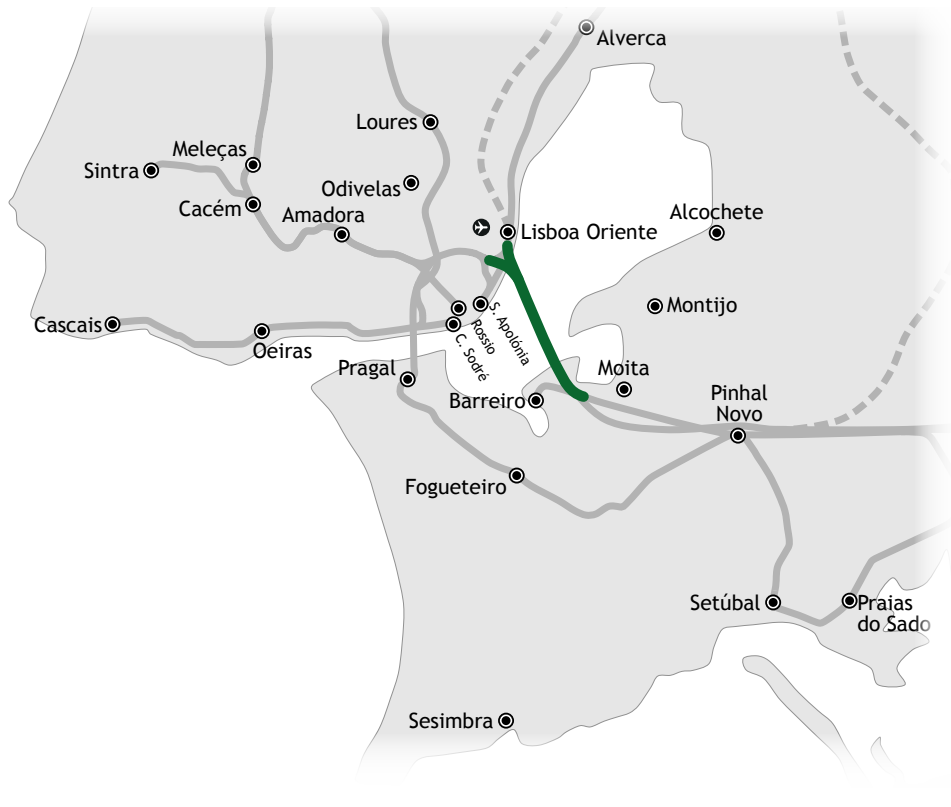 Alverca
Loures
Meleças
Sintra
Odivelas
Cacém
Amadora
Alcochete
Lisboa Oriente
Montijo
Cascais
S. Apolónia
Rossio
C. Sodré
Oeiras
Pragal
Moita
Barreiro
Pinhal
Novo
Fogueteiro
Setúbal
Praias
do Sado
Sesimbra